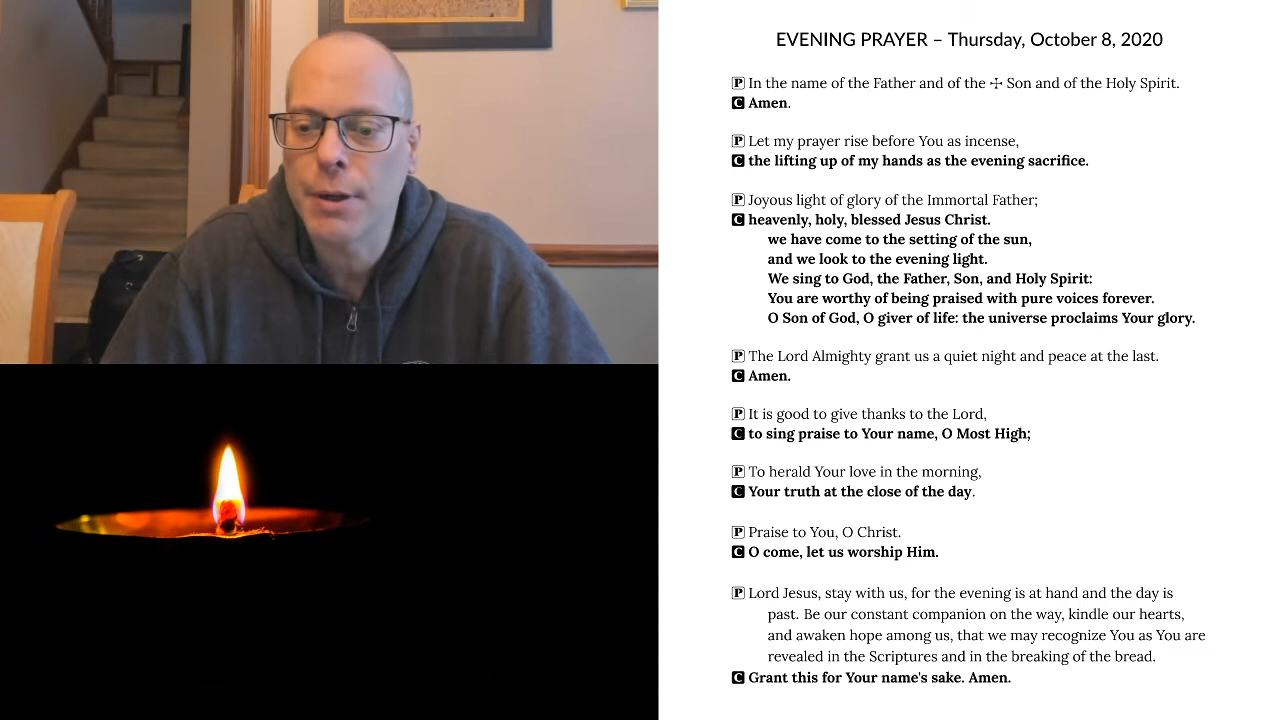 EVENING PRAYER – Thursday, October 8, 2020
P In the name of the Father and of the ☩ Son and of the Holy Spirit.
C Amen.
P Let my prayer rise before You as incense,
C the lifting up of my hands as the evening sacrifice.
P Joyous light of glory of the Immortal Father;
C heavenly, holy, blessed Jesus Christ.
we have come to the setting of the sun,
and we look to the evening light.
We sing to God, the Father, Son, and Holy Spirit:
You are worthy of being praised with pure voices forever.
O Son of God, O giver of life: the universe proclaims Your glory.
P The Lord Almighty grant us a quiet night and peace at the last.
C Amen.
P It is good to give thanks to the Lord,
C to sing praise to Your name, O Most High;
P To herald Your love in the morning,
C Your truth at the close of the day.
P Praise to You, O Christ.
C O come, let us worship Him.
P Lord Jesus, stay with us, for the evening is at hand and the day is
past. Be our constant companion on the way, kindle our hearts,
and awaken hope among us, that we may recognize You as You are
revealed in the Scriptures and in the breaking of the bread.
C Grant this for Your name's sake. Amen.